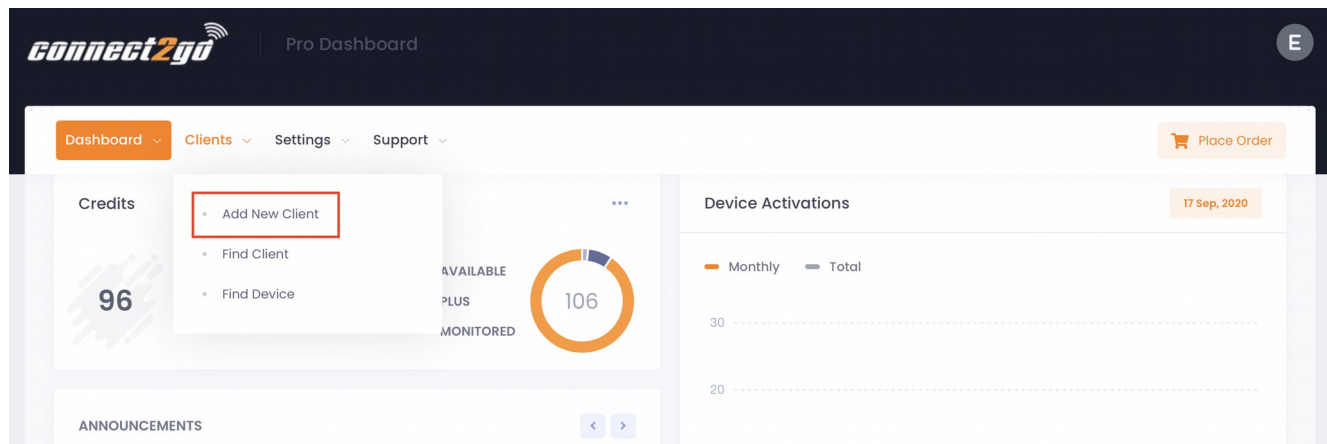 connect2go
Pro Dashboard
E
Dashboard
Clients
Settings
Support
Place Order
Credits
Add New Client
Find Client
Find Device
96
AVAILABLE
PLUS
MONITORED
106
Device Activations
17 Sep, 2020
Monthly
Total
30
20
ANNOUNCEMENTS